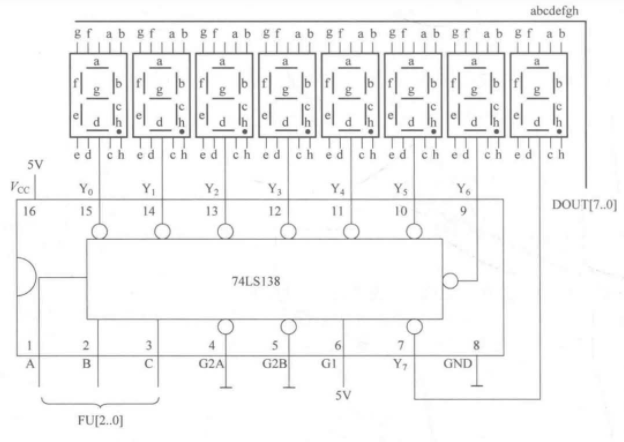 abcdefgh
g f a b g f a b g f a b g f a b g f a b g f a b g f a b g f a b
a a a a a a a a
f b f b f b f b f b f b f b f b
g g g g g g g g
e c e c e c e c e c e c e c e c
d h d h d h d h d h d h d h d h
e d c h e d c h e d c h e d c h e d c h e d c h e d c h e d c h
5V
VCC Y0 Y1 Y2 Y3 Y4 Y5 Y6
16 15 14 13 12 11 10 9
DOUT[7..0]
74LS138
1 2 3 4 5 6 7 8
A B C G2A G2B G1 Y7 GND
5V
FU[2..0]